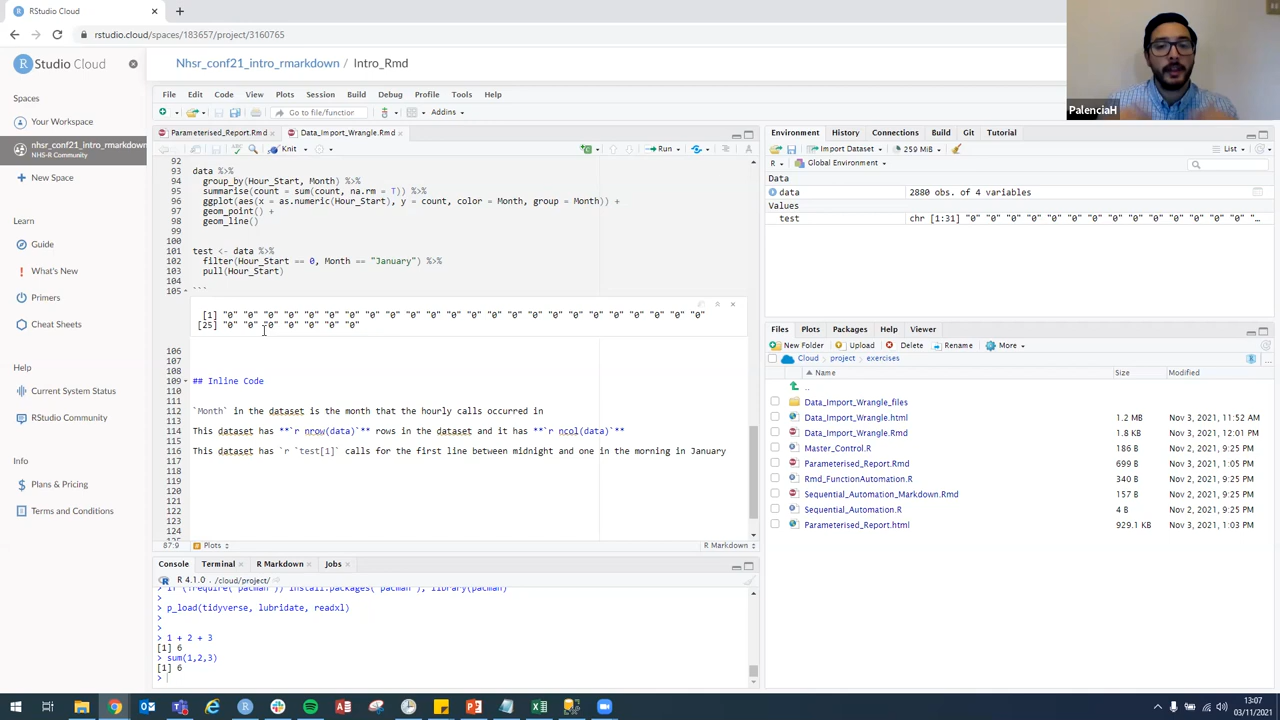 RStudio Cloud
rstudio.cloud/spaces/183657/project/3160765
PalenciaH
R Studio Cloud
Nhsr_conf21_intro_rmarkdown / Intro_Rmd
Spaces
Your Workspace
nhsr_conf21_intro_rmarkdown
NHS-R Community
New Space
Learn
Guide
What's New
Primers
Cheat Sheets
Help
Current System Status
RStudio Community
Info
Plans & Pricing
Terms and Conditions
File Edit Code View Plots Session Build Debug Profile Tools Help
Go to file/function
Addins
Parameterised_Report.Rmd
Data_Import_Wrangle.Rmd
Knit
Run
92
93 data %>%
94 group_by(Hour_Start, Month) %>%
95 summarise(count = sum(count, na.rm = T)) %>%
96 ggplot(aes(x = as.numeric(Hour_Start), y = count, color = Month, group = Month)) +
97 geom_point() +
98 geom_line()
99
100
101 test <- data %>%
102 filter(Hour_Start == 0, Month == "January") %>%
103 pull(Hour_Start)
104
105 ```
[1] "0" "0" "0" "0" "0" "0" "0" "0" "0" "0" "0" "0" "0" "0" "0" "0" "0" "0" "0" "0" "0" "0" "0" "0"
[25] "0" "0" "0" "0" "0" "0" "0"
106
107
108
109 ## Inline Code
110
111
112 `Month` in the dataset is the month that the hourly calls occurred in
113
114 This dataset has **`r nrow(data)`** rows in the dataset and it has **`r ncol(data)`**
115
116 This dataset has `r `test[1]` calls for the first line between midnight and one in the morning in January
117
118
119
120
121
122
123
124
87:9 Plots R Markdown
Console Terminal R Markdown Jobs
R 4.1.0 · /cloud/project/
> if (!require("pacman")) install.packages("pacman"); library(pacman)
>
> p_load(tidyverse, lubridate, readxl)
>
>
> 1 + 2 + 3
[1] 6
> sum(1,2,3)
[1] 6
>
Environment History Connections Build Git Tutorial
Import Dataset 259 MiB List
R Global Environment
Data
data 2880 obs. of 4 variables
Values
test chr [1:31] "0" "0" "0" "0" "0" "0" "0" "0" "0" "0" "0" "0" "0" "0" "...
Files Plots Packages Help Viewer
New Folder Upload Delete Rename More
Cloud project exercises
Name Size Modified
..
Data_Import_Wrangle_files
Data_Import_Wrangle.html 1.2 MB Nov 3, 2021, 11:52 AM
Data_Import_Wrangle.Rmd 1.8 KB Nov 3, 2021, 12:01 PM
Master_Control.R 186 B Nov 2, 2021, 9:25 PM
Parameterised_Report.Rmd 699 B Nov 3, 2021, 1:05 PM
Rmd_FunctionAutomation.R 340 B Nov 2, 2021, 9:25 PM
Sequential_Automation_Markdown.Rmd 157 B Nov 2, 2021, 9:25 PM
Sequential_Automation.R 4 B Nov 2, 2021, 9:25 PM
Parameterised_Report.html 929.1 KB Nov 3, 2021, 1:03 PM
13:07
03/11/2021